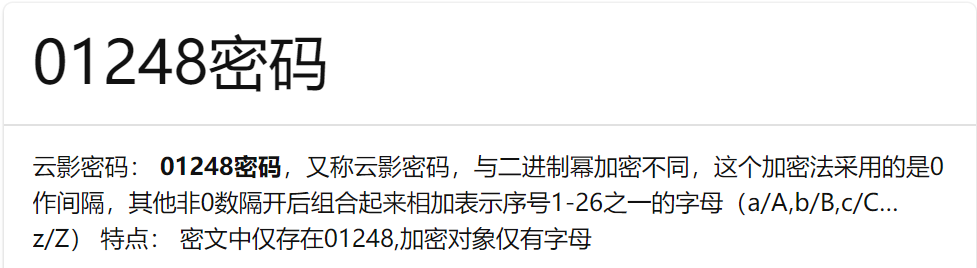 01248密码
云影密码： 01248密码，又称云影密码，与二进制幂加密不同，这个加密法采用的是0
作间隔，其他非0数隔开后组合起来相加表示序号1-26之一的字母（a/A,b/B,c/C...
z/Z） 特点： 密文中仅存在01248,加密对象仅有字母